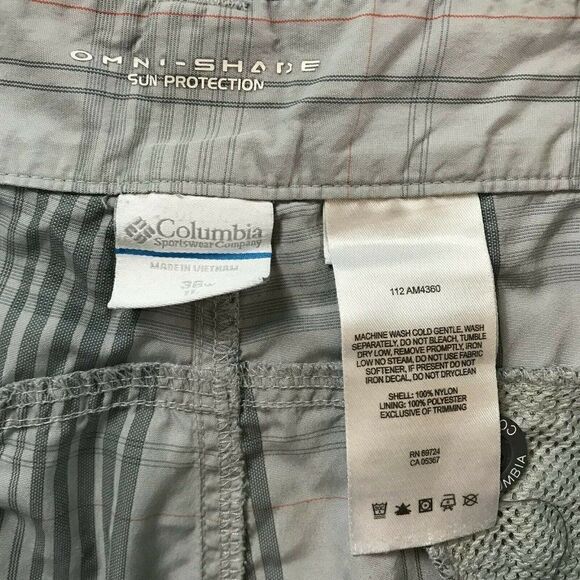 OMNI-SHADE
SUN PROTECTION
Columbia
Sportswear Company
MADE IN VIETNAM
36W
112 AM4360
MACHINE WASH COLD GENTLE, WASH
SEPARATELY, DO NOT BLEACH, TUMBLE
DRY LOW, REMOVE PROMPTLY, IRON
LOW NO STEAM, DO NOT USE FABRIC
SOFTENER, IF PRESENT DO NOT
IRON DECAL, DO NOT DRYCLEAN
SHELL: 100% NYLON
LINING: 100% POLYESTER
EXCLUSIVE OF TRIMMING
RN 69724
CA 05367